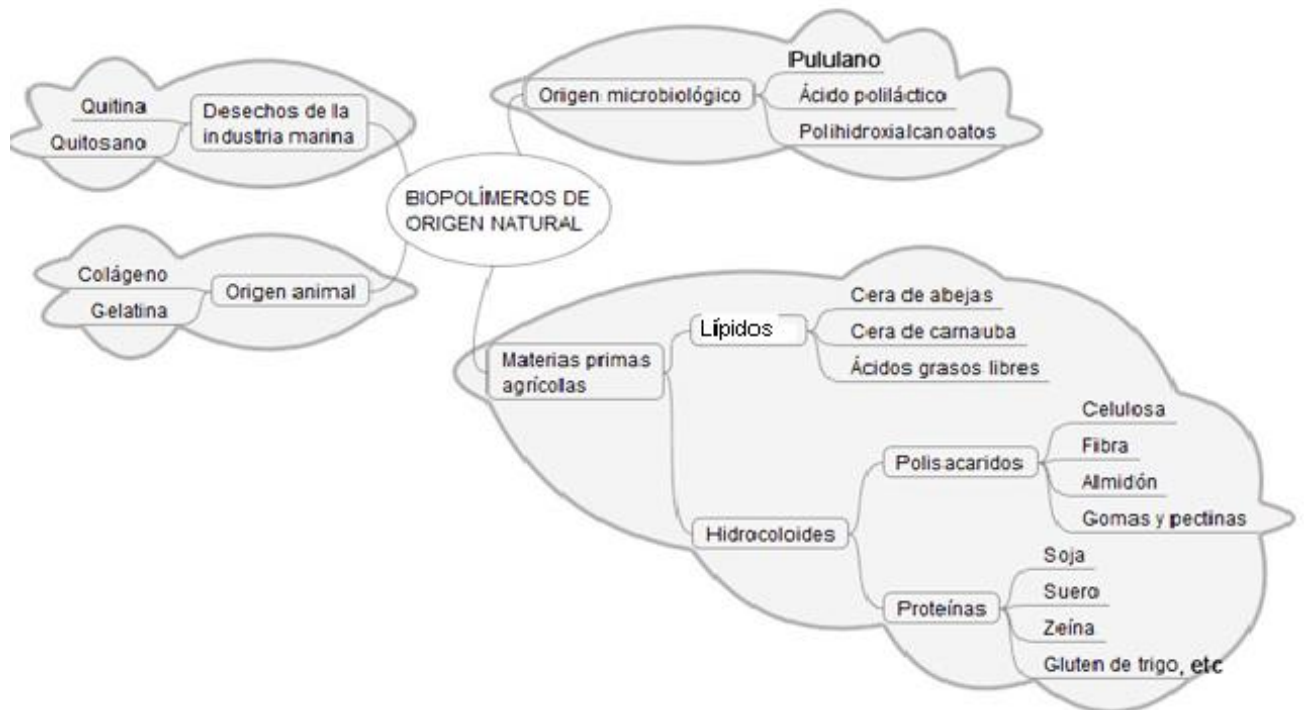 BIOPOLÍMEROS DE
ORIGEN NATURAL
Desechos de la
industria marina
Quitina
Quitosano
Origen animal
Colágeno
Gelatina
Origen microbiológico
Pululano
Ácido poliláctico
Polihidroxialcanoatos
Materias primas
agrícolas
Lípidos
Cera de abejas
Cera de carnauba
Ácidos grasos libres
Hidrocoloides
Polisacaridos
Celulosa
Fibra
Almidón
Gomas y pectinas
Proteínas
Soja
Suero
Zeína
Gluten de trigo, etc